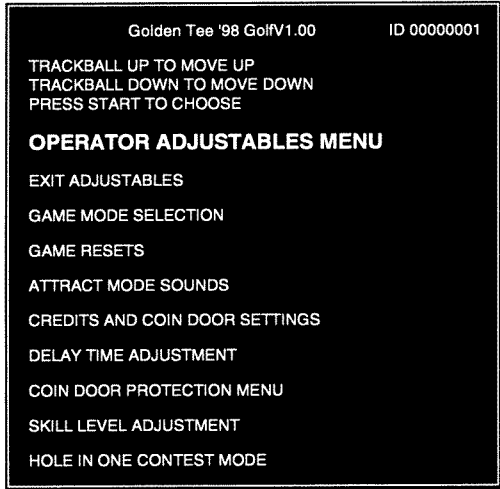 Golden Tee '98 GolfV1.00 ID 00000001
TRACKBALL UP TO MOVE UP
TRACKBALL DOWN TO MOVE DOWN
PRESS START TO CHOOSE
OPERATOR ADJUSTABLES MENU
EXIT ADJUSTABLES
GAME MODE SELECTION
GAME RESETS
ATTRACT MODE SOUNDS
CREDITS AND COIN DOOR SETTINGS
DELAY TIME ADJUSTMENT
COIN DOOR PROTECTION MENU
SKILL LEVEL ADJUSTMENT
HOLE IN ONE CONTEST MODE